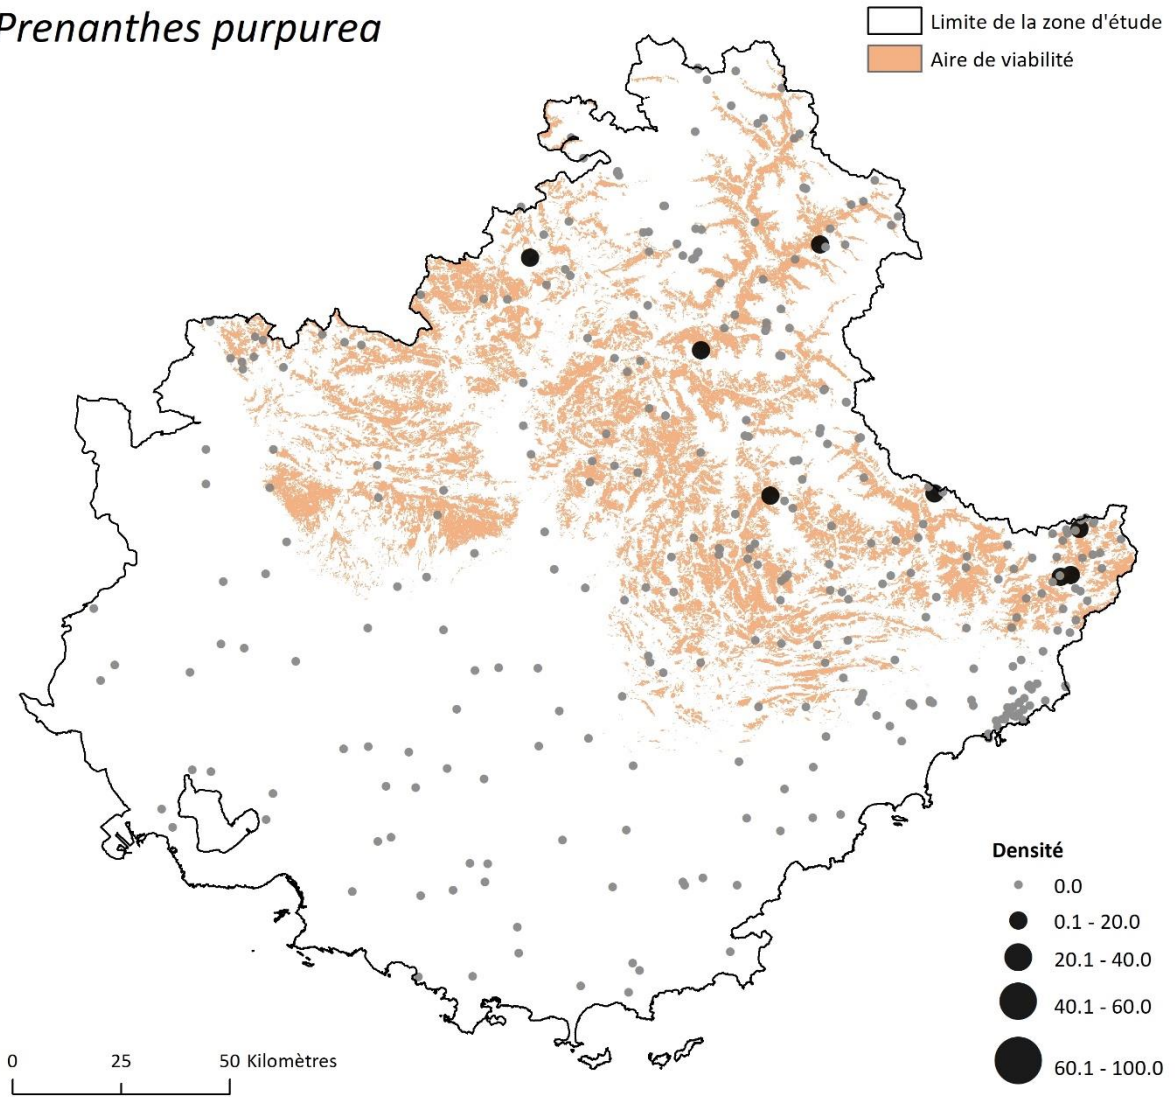 Prenanthes purpurea
Limite de la zone d'étude
Aire de viabilité
Densité
0.0
0.1 - 20.0
20.1 - 40.0
40.1 - 60.0
60.1 - 100.0
0 25 50 Kilomètres